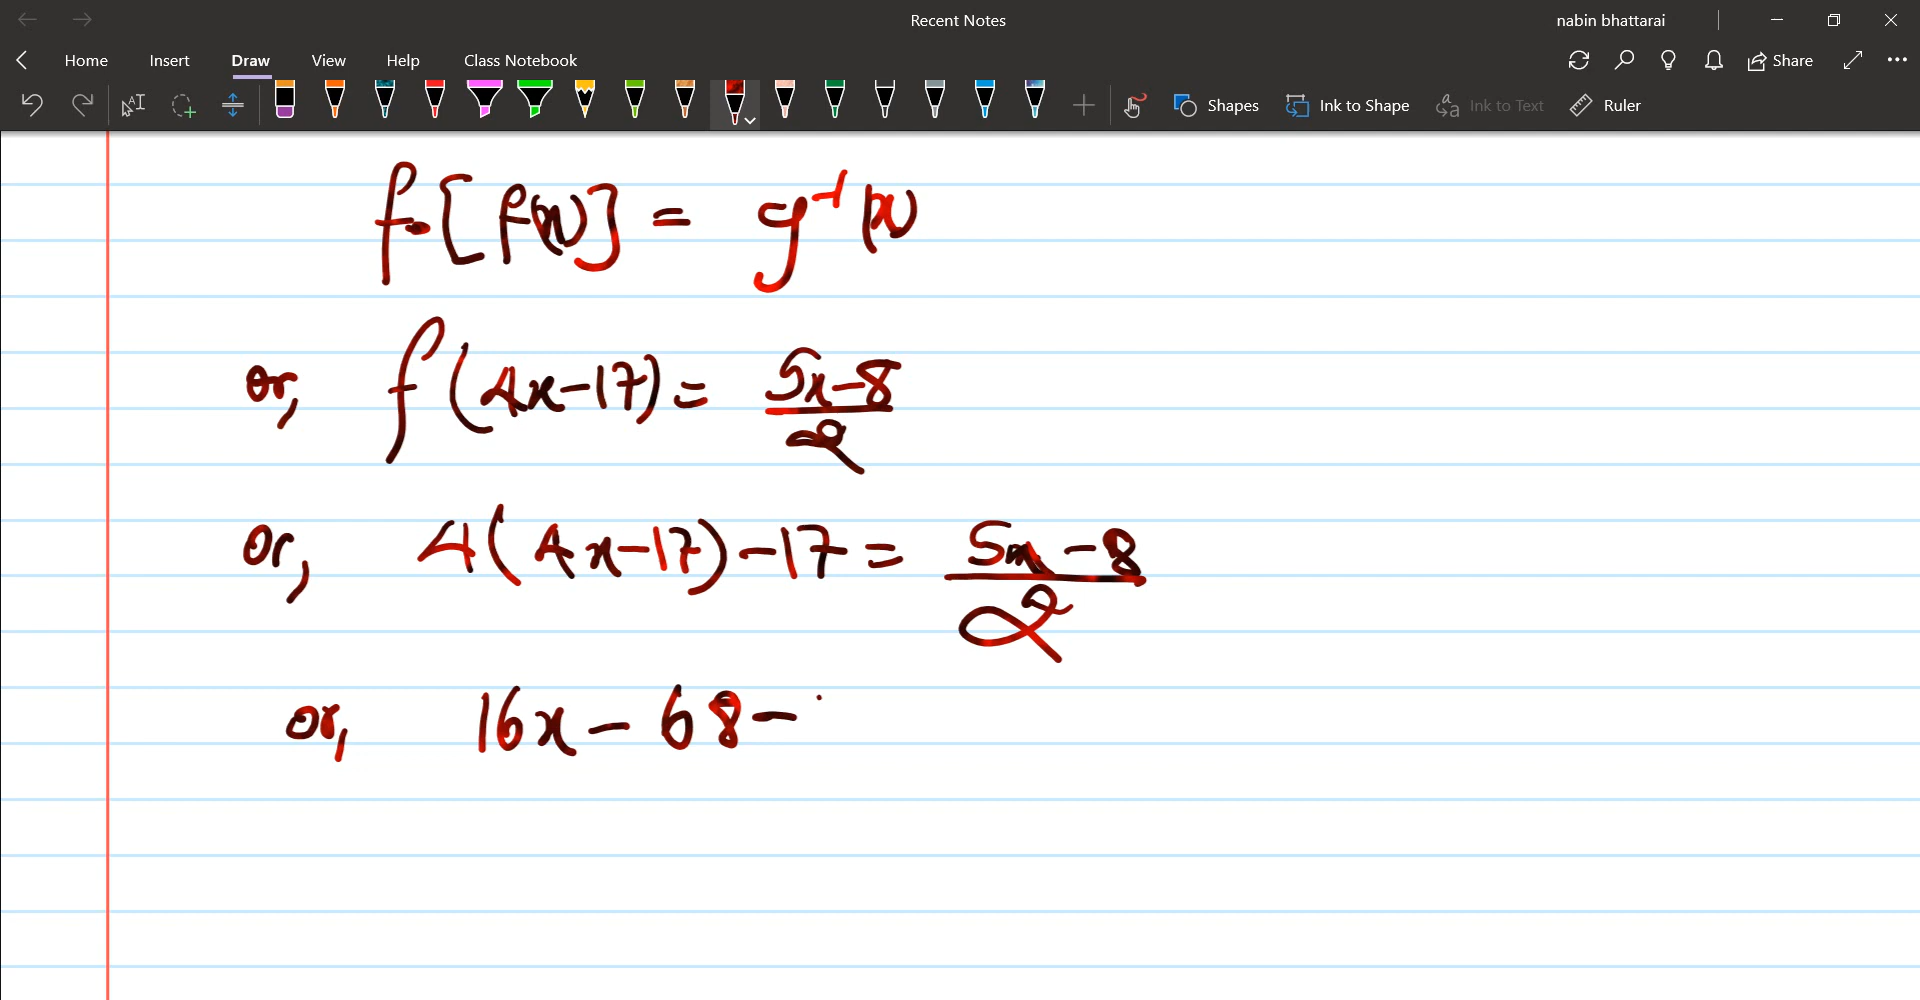 Recent Notes
nabin bhattarai
Home Insert Draw View Help Class Notebook
Share
Shapes Ink to Shape Ink to Text Ruler
f[f(x)] = g⁻¹(x)
or, f(4x-17) = 5x-8/2
or, 4(4x-17)-17 = 5x-8/2
or, 16x - 68 -